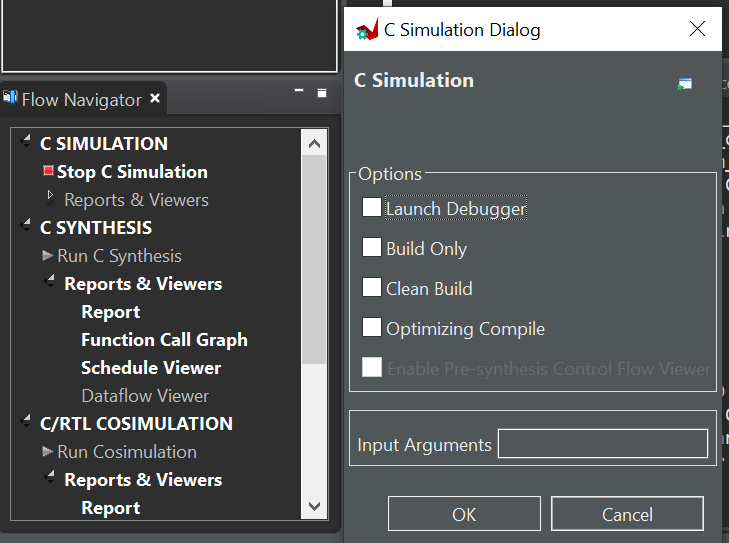 C Simulation Dialog
C Simulation
Flow Navigator
C SIMULATION
Stop C Simulation
Reports & Viewers
C SYNTHESIS
Run C Synthesis
Reports & Viewers
Report
Function Call Graph
Schedule Viewer
Dataflow Viewer
C/RTL COSIMULATION
Run Cosimulation
Reports & Viewers
Report
Options
Launch Debugger
Build Only
Clean Build
Optimizing Compile
Enable Pre-synthesis Control Flow Viewer
Input Arguments
OK
Cancel